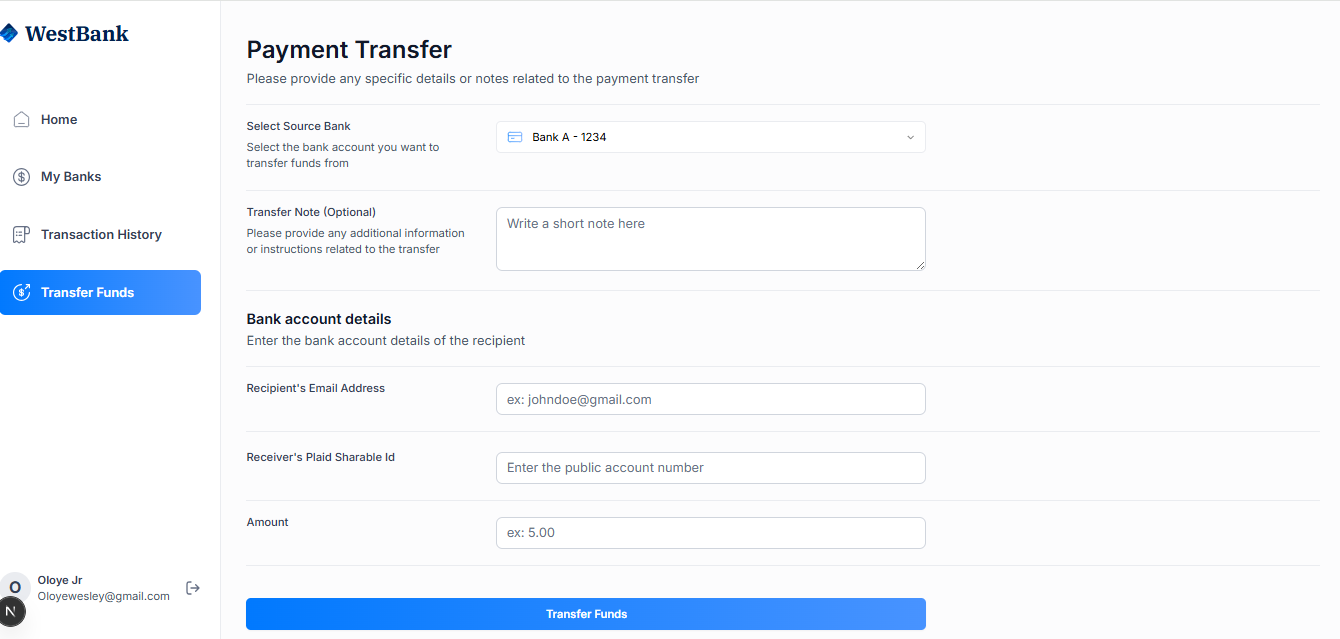 WestBank
Home
My Banks
Transaction History
Transfer Funds
O
Oloye Jr
Oloyewesley@gmail.com
N
Payment Transfer
Please provide any specific details or notes related to the payment transfer
Select Source Bank
Select the bank account you want to
transfer funds from
Bank A - 1234
Transfer Note (Optional)
Please provide any additional information
or instructions related to the transfer
Write a short note here
Bank account details
Enter the bank account details of the recipient
Recipient's Email Address
ex: johndoe@gmail.com
Receiver's Plaid Sharable Id
Enter the public account number
Amount
ex: 5.00
Transfer Funds